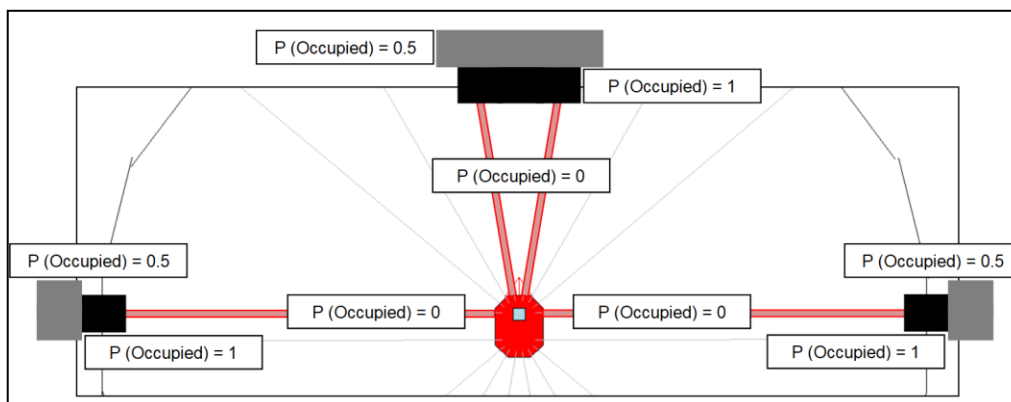 P (Occupied) = 0.5
P (Occupied) = 1
P (Occupied) = 0
P (Occupied) = 0.5
P (Occupied) = 0.5
P (Occupied) = 0
P (Occupied) = 0
P (Occupied) = 1
P (Occupied) = 1